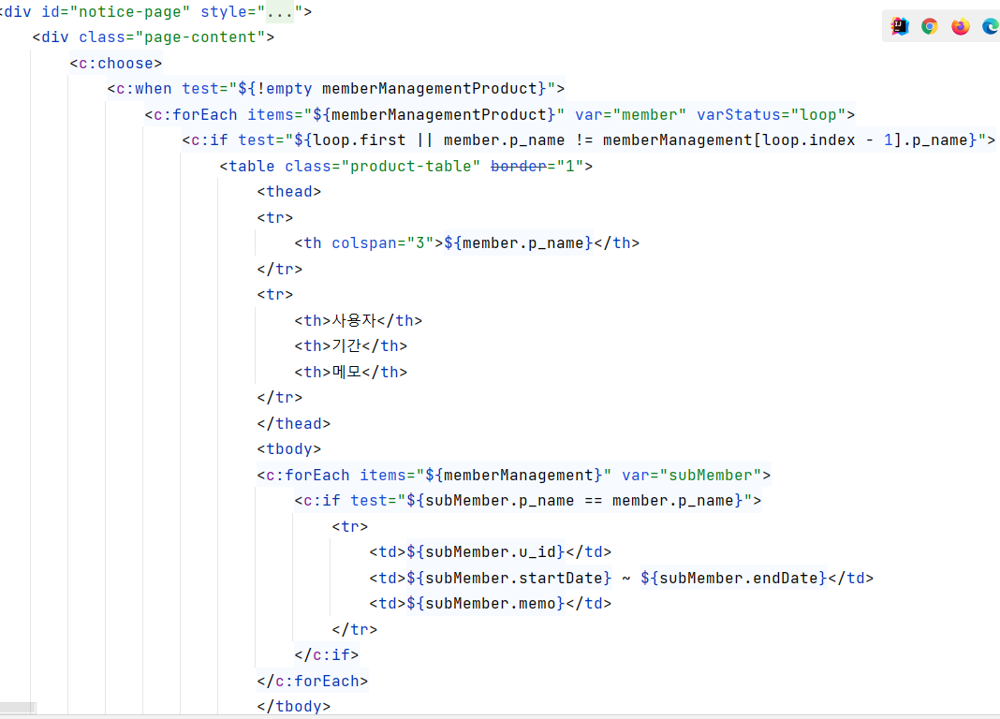 <div id="notice-page" style="...">
<div class="page-content">
<c:choose>
<c:when test="${!empty memberManagementProduct}">
<c:forEach items="${memberManagementProduct}" var="member" varStatus="loop">
<c:if test="${loop.first || member.p_name != memberManagement[loop.index - 1].p_name}">
<table class="product-table" border="1">
<thead>
<tr>
<th colspan="3">${member.p_name}</th>
</tr>
<tr>
<th>사용자</th>
<th>기간</th>
<th>메모</th>
</tr>
</thead>
<tbody>
<c:forEach items="${memberManagement}" var="subMember">
<c:if test="${subMember.p_name == member.p_name}">
<tr>
<td>${subMember.u_id}</td>
<td>${subMember.startDate} ~ ${subMember.endDate}</td>
<td>${subMember.memo}</td>
</tr>
</c:if>
</c:forEach>
</tbody>